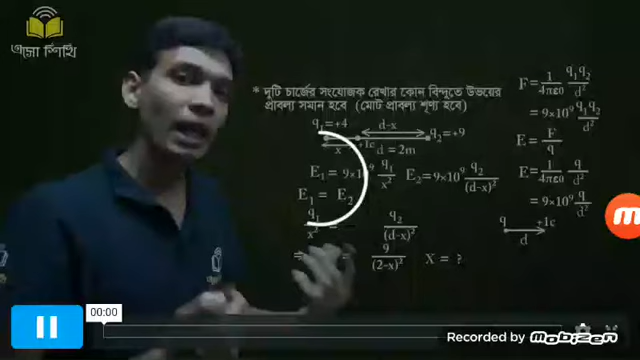 এসো শিখি
* দুটি চার্জের সংযোজক রেখার কোন বিন্দুতে উভয়ের
প্রাবল্য সমান হবে (মোট প্রাবল্য শূণ্য হবে)
q₁=+4 d-x q₂=+9
x +1c d = 2m
E₁ = 9×10⁹ q₁/x² E₂=9×10⁹ q₂/(d-x)²
E₁ = E₂
q₁/x² = q₂/(d-x)²
⇒ = 9/(2-x)² X = ?
F= 1/4πε0 q₁q₂/d²
= 9×10⁹ q₁q₂/d²
E= F/q
E= 1/4πε0 q/d²
= 9×10⁹ q/d²
q +1c
d
00:00
Recorded by mobizen